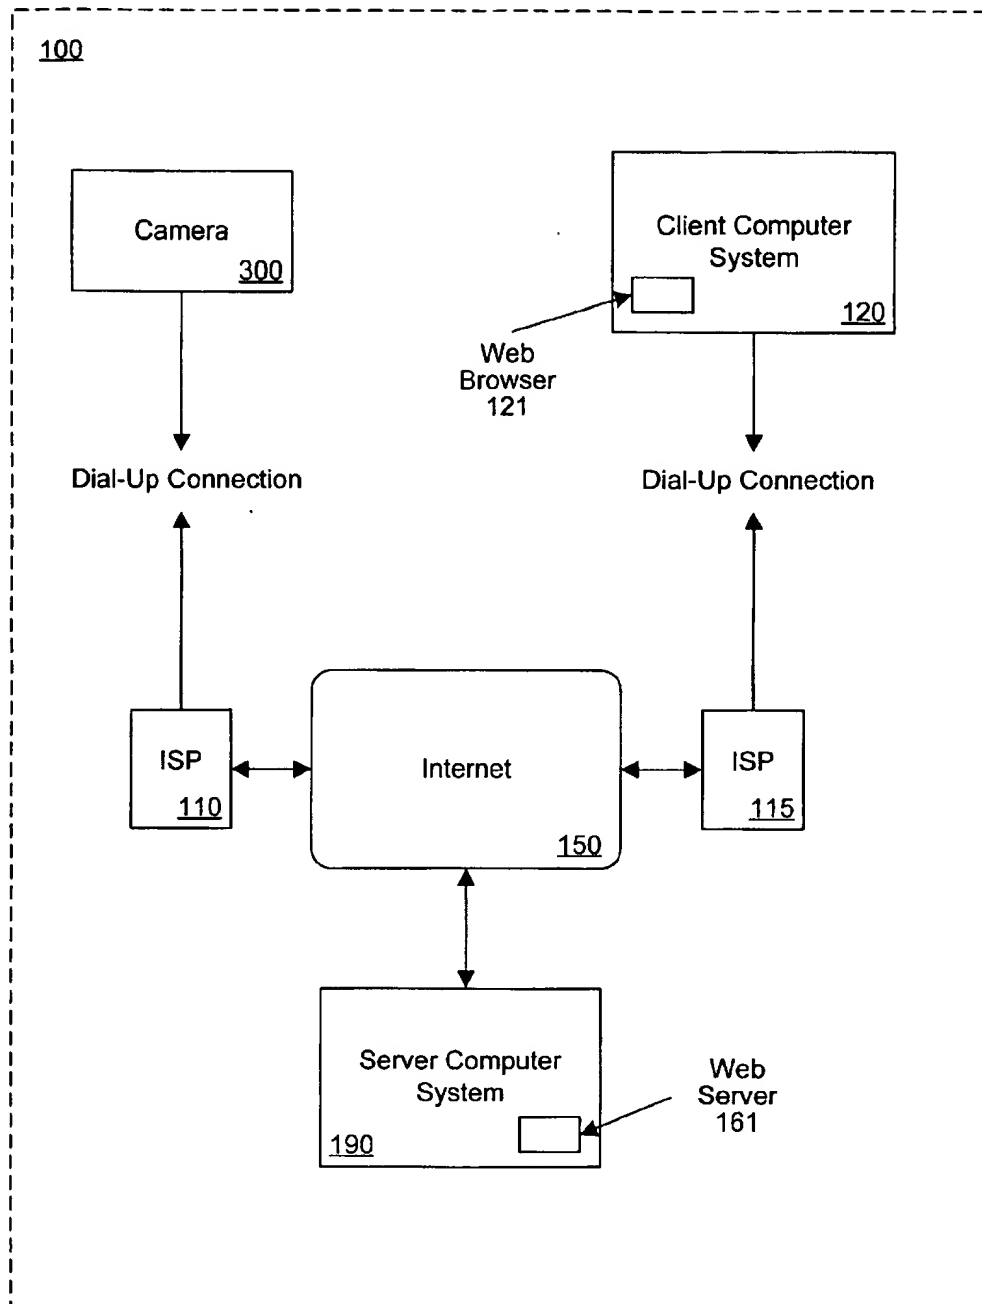 100
Camera
300
Client Computer
System
120
Web
Browser
121
Dial-Up Connection
Dial-Up Connection
ISP
110
Internet
150
ISP
115
Server Computer
System
190
Web
Server
161